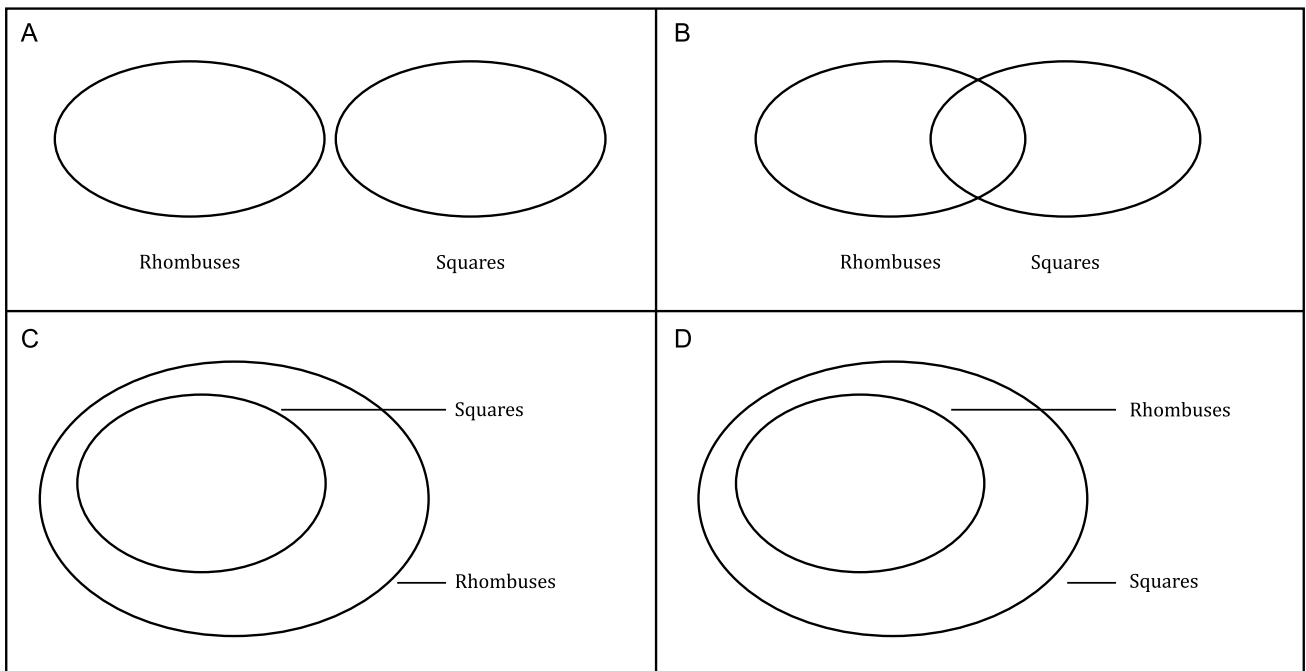 A
Rhombuses
Squares
B
Rhombuses
Squares
C
Squares
Rhombuses
D
Rhombuses
Squares